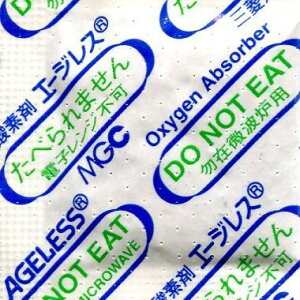 酸素剤 エージレス®
たべられません
電子レンジ不可
MGC
三菱
Oxygen Absorber
DO NOT EAT
勿在微波炉用
AGELESS®
DO NOT EAT
MICROWAVE
酸素剤 エージレス®
たべられません
電子レンジ不可